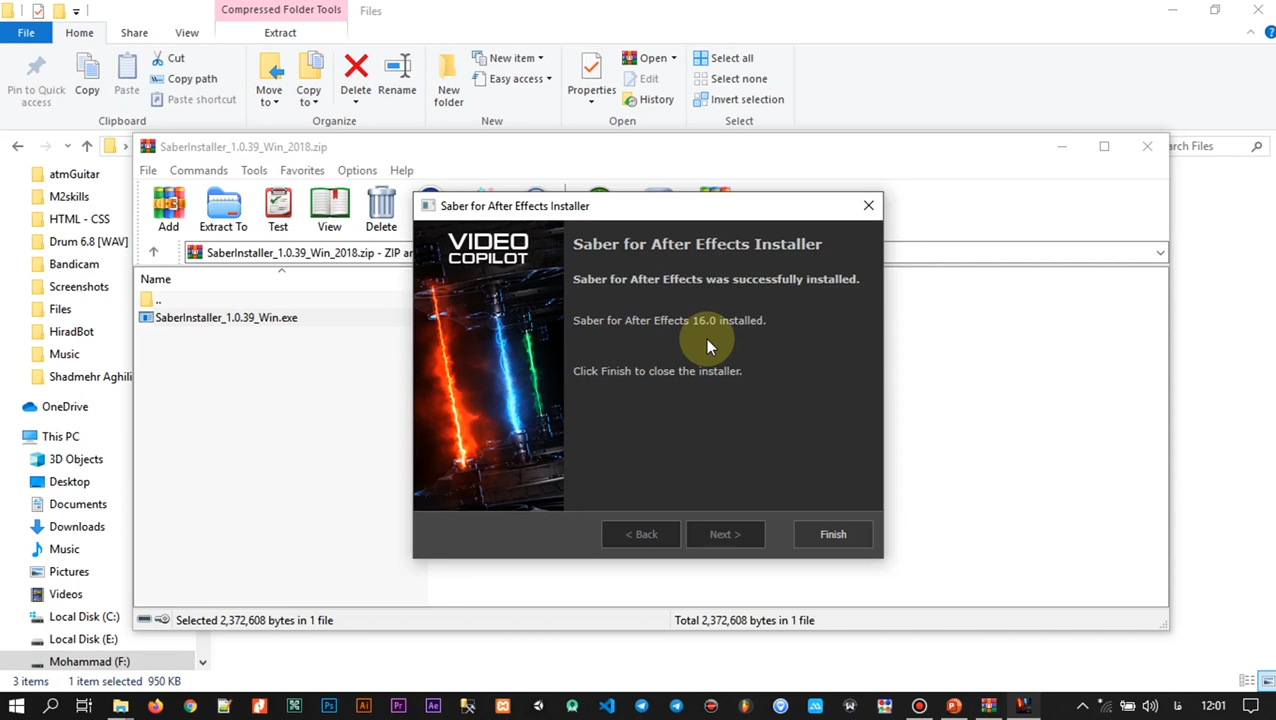 Compressed Folder Tools
Files
File
Home
Share
View
Extract
Pin to Quick access
Copy
Paste
Cut
Copy path
Paste shortcut
Clipboard
Move to
Copy to
Delete
Rename
Organize
New folder
New item
Easy access
New
Properties
Open
Edit
History
Open
Select all
Select none
Invert selection
Select
arch Files
SaberInstaller_1.0.39_Win_2018.zip
File
Commands
Tools
Favorites
Options
Help
Add
Extract To
Test
View
Delete
SaberInstaller_1.0.39_Win_2018.zip - ZIP ar
Name
..
SaberInstaller_1.0.39_Win.exe
Selected 2,372,608 bytes in 1 file
Total 2,372,608 bytes in 1 file
Saber for After Effects Installer
VIDEO
COPILOT
Saber for After Effects Installer
Saber for After Effects was successfully installed.
Saber for After Effects 16.0 installed.
Click Finish to close the installer.
< Back
Next >
Finish
atmGuitar
M2skills
HTML - CSS
Drum 6.8 [WAV]
Bandicam
Screenshots
Files
HiradBot
Music
Shadmehr Aghili
OneDrive
This PC
3D Objects
Desktop
Documents
Downloads
Music
Pictures
Videos
Local Disk (C:)
Local Disk (E:)
Mohammad (F:)
3 items
1 item selected
950 KB
Ps
Ai
Pr
Ae
فا
12:01